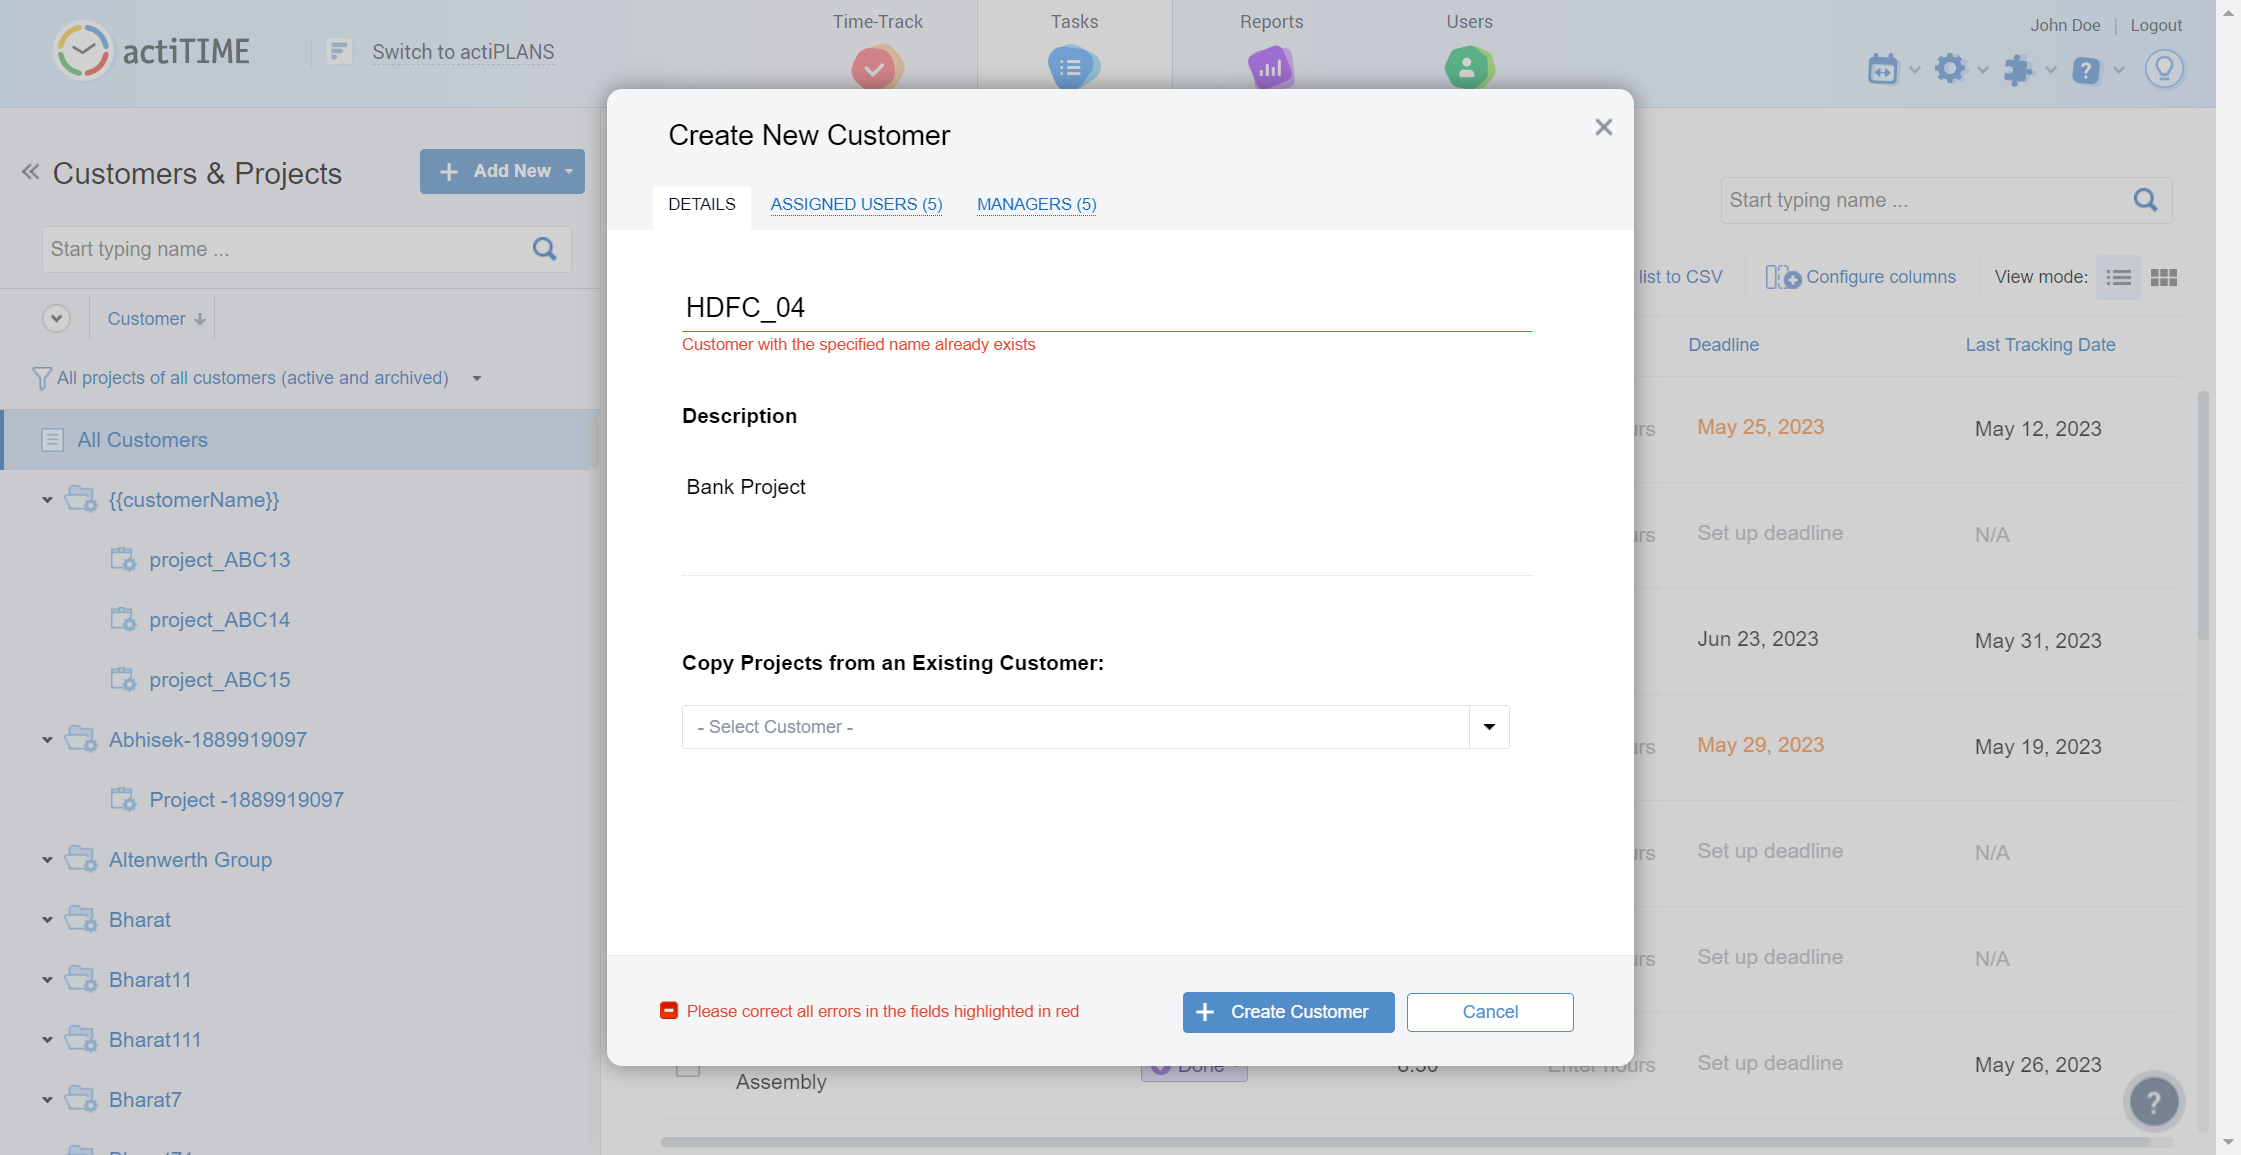 actiTIME
Switch to actiPLANS
Time-Track
Tasks
Reports
Users
John Doe
Logout
Customers & Projects
Add New
Start typing name ...
Customer
All projects of all customers (active and archived)
All Customers
{{customerName}}
project_ABC13
project_ABC14
project_ABC15
Abhisek-1889919097
Project -1889919097
Altenwerth Group
Bharat
Bharat11
Bharat111
Bharat7
Create New Customer
DETAILS
ASSIGNED USERS (5)
MANAGERS (5)
HDFC_04
Customer with the specified name already exists
Description
Bank Project
Copy Projects from an Existing Customer:
- Select Customer -
Please correct all errors in the fields highlighted in red
Create Customer
Cancel
Start typing name ...
list to CSV
Configure columns
View mode:
Deadline
Last Tracking Date
May 25, 2023
May 12, 2023
Set up deadline
N/A
Jun 23, 2023
May 31, 2023
May 29, 2023
May 19, 2023
Set up deadline
N/A
Set up deadline
N/A
Assembly
Done
Enter hours
Set up deadline
May 26, 2023
?